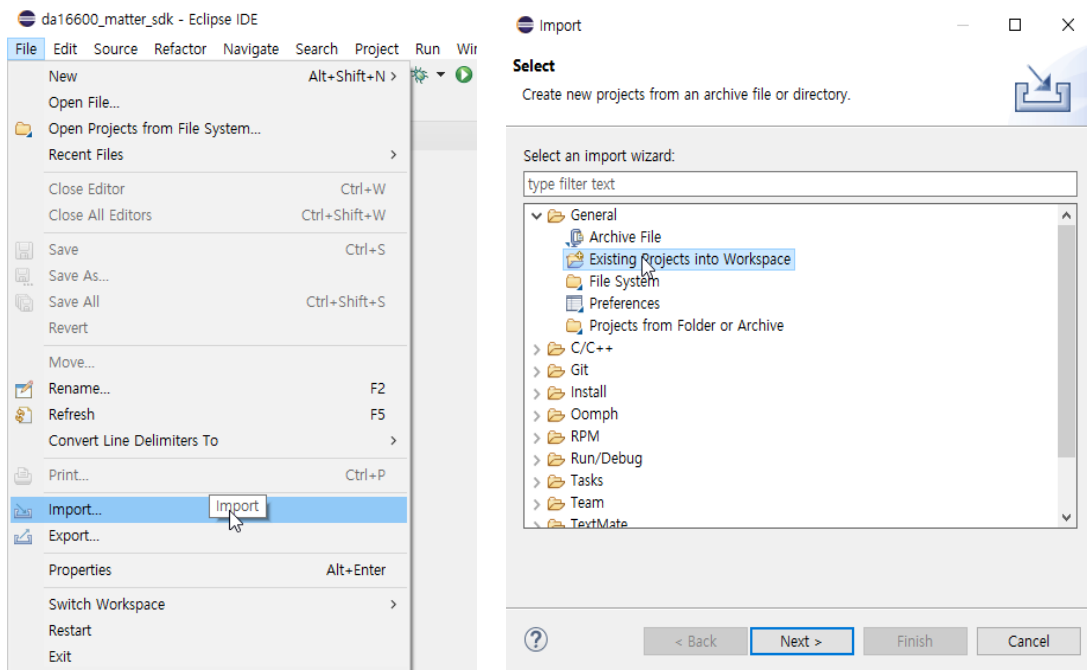 da16600_matter_sdk - Eclipse IDE
File Edit Source Refactor Navigate Search Project Run Wir
New Alt+Shift+N >
Open File...
Open Projects from File System...
Recent Files >
Close Editor Ctrl+W
Close All Editors Ctrl+Shift+W
Save Ctrl+S
Save As...
Save All Ctrl+Shift+S
Revert
Move...
Rename... F2
Refresh F5
Convert Line Delimiters To >
Print... Ctrl+P
Import... Import
Export...
Properties Alt+Enter
Switch Workspace >
Restart
Exit
Import
Select
Create new projects from an archive file or directory.
Select an import wizard:
type filter text
General
Archive File
Existing Projects into Workspace
File System
Preferences
Projects from Folder or Archive
C/C++
Git
Install
Oomph
RPM
Run/Debug
Tasks
Team
TextMate
? < Back Next > Finish Cancel